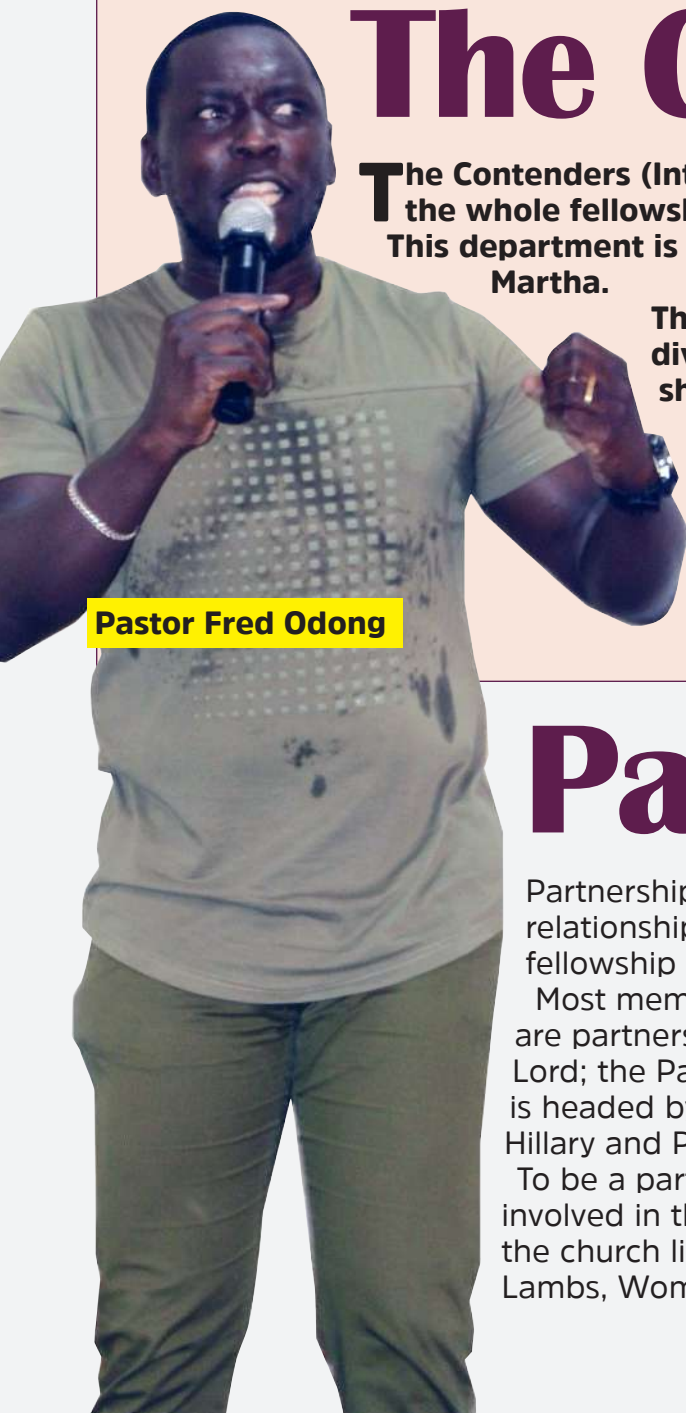 The
The Contenders (Int
the whole fellowsh
This department is
Martha.
Th
div
sh
Pastor Fred Odong
Pa
Partnership
relationship
fellowship
Most mem
are partners
Lord; the Pa
is headed by
Hillary and P
To be a par
involved in th
the church li
Lambs, Wom